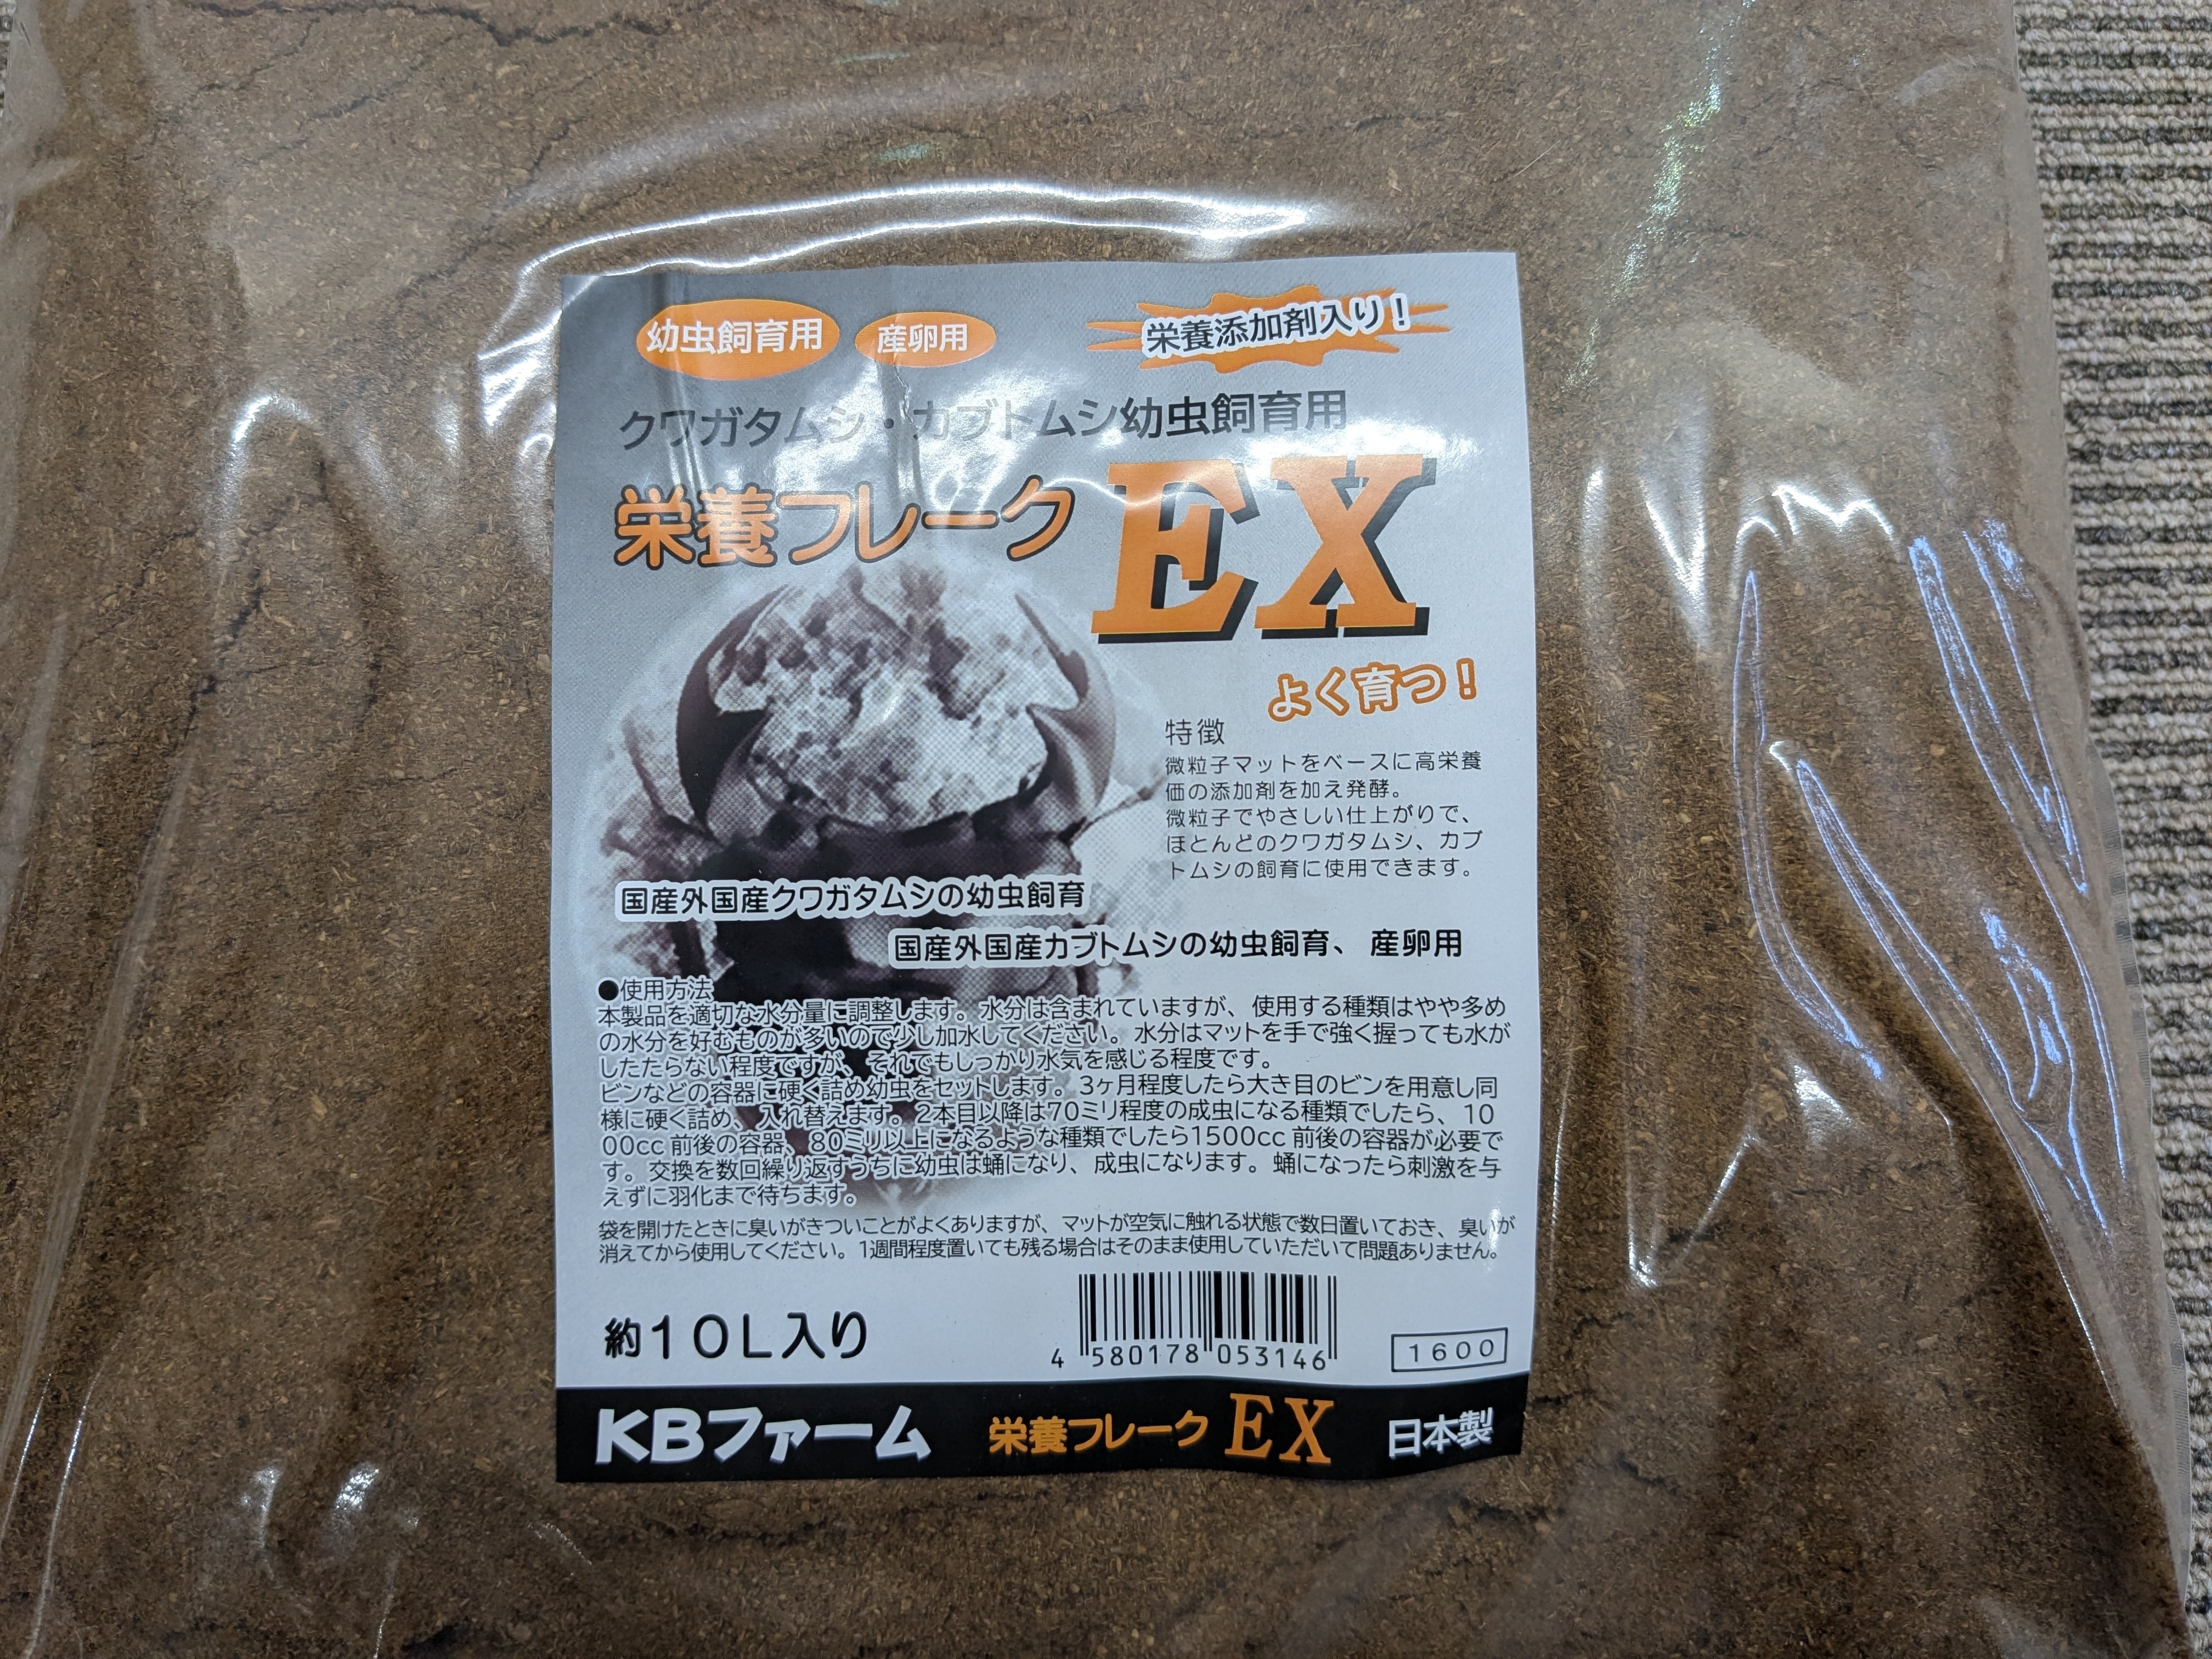 幼虫飼育用
産卵用
栄養添加剤入り!
クワガタムシ・カブトムシ幼虫飼育用
栄養フレーク
EX
よく育つ!
特徴
微粒子マットをベースに高栄養
価の添加剤を加え発酵。
微粒子でやさしい仕上がりで、
ほとんどのクワガタムシ、カブ
トムシの飼育に使用できます。
国産外国産クワガタムシの幼虫飼育
国産外国産カブトムシの幼虫飼育、産卵用
●使用方法
本製品を適切な水分量に調整します。水分は含まれていますが、使用する種類はやや多め
の水分を好むものが多いので少し加水してください。水分はマットを手で強く握っても水が
したたらない程度ですが、それでもしっかり水気を感じる程度です。
ビンなどの容器に硬く詰め幼虫をセットします。3ヶ月程度したら大き目のビンを用意し同
様に硬く詰め、入れ替えます。2本目以降は70ミリ程度の成虫になる種類でしたら、10
00cc 前後の容器、80ミリ以上になるような種類でしたら1500cc 前後の容器が必要で
す。交換を数回繰り返すうちに幼虫は蛹になり、成虫になります。蛹になったら刺激を与
えずに羽化まで待ちます。
袋を開けたときに臭いがきついことがよくありますが、マットが空気に触れる状態で数日置いておき、臭いが
消えてから使用してください。1週間程度置いても残る場合はそのまま使用していただいて問題ありません。
約10L入り
4 580178 053146
1600
KBファーム 栄養フレーク EX 日本製